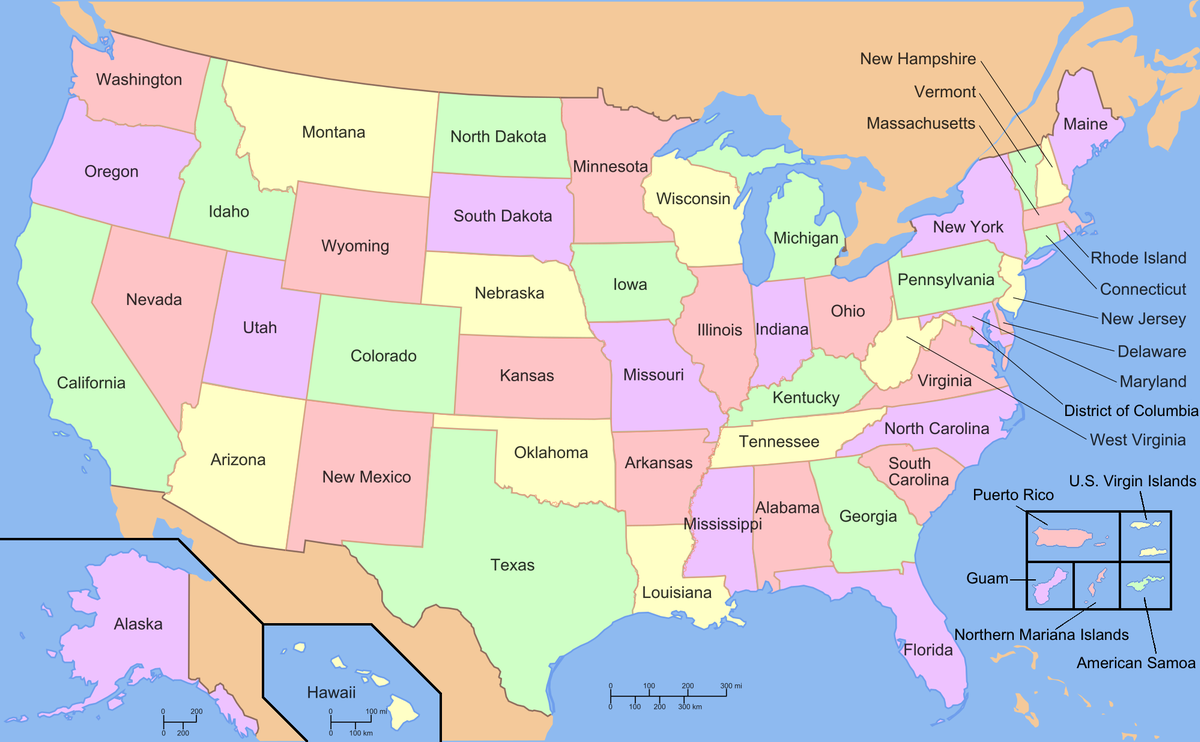 New Hampshire
Vermont
Massachusetts
Washington
Montana
North Dakota
Minnesota
Maine
Oregon
Idaho
Wyoming
South Dakota
Wisconsin
Michigan
New York
Rhode Island
Connecticut
New Jersey
Delaware
Maryland
District of Columbia
West Virginia
Nevada
Utah
Colorado
Nebraska
Iowa
Illinois
Indiana
Ohio
Pennsylvania
California
Kansas
Missouri
Kentucky
Virginia
Arizona
New Mexico
Oklahoma
Arkansas
Tennessee
North Carolina
South
Carolina
Texas
Louisiana
Mississippi
Alabama
Georgia
Florida
U.S. Virgin Islands
Puerto Rico
Guam
Northern Mariana Islands
American Samoa
Alaska
0 200
0 200
Hawaii
0 100 mi
0 100 km
0 100 200 300 mi
0 100 200 300 km